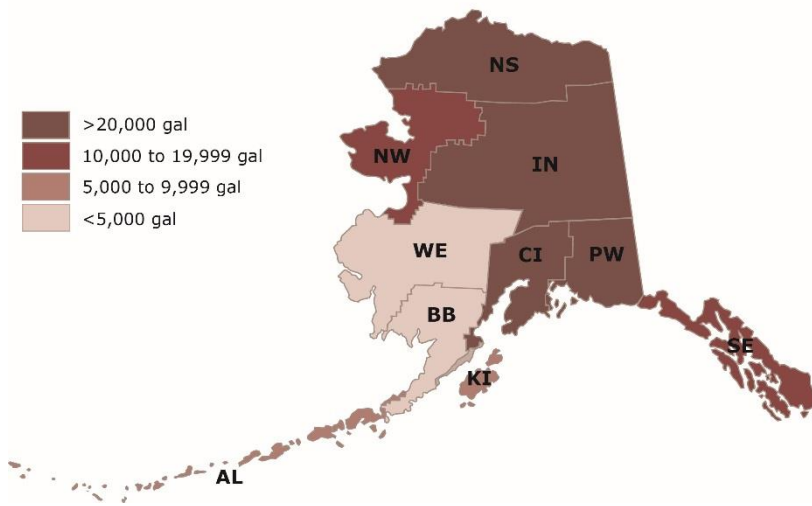 NS
>20,000 gal
10,000 to 19,999 gal
NW
IN
5,000 to 9,999 gal
<5,000 gal
WE
CI
PW
BB
SE
KI
AL